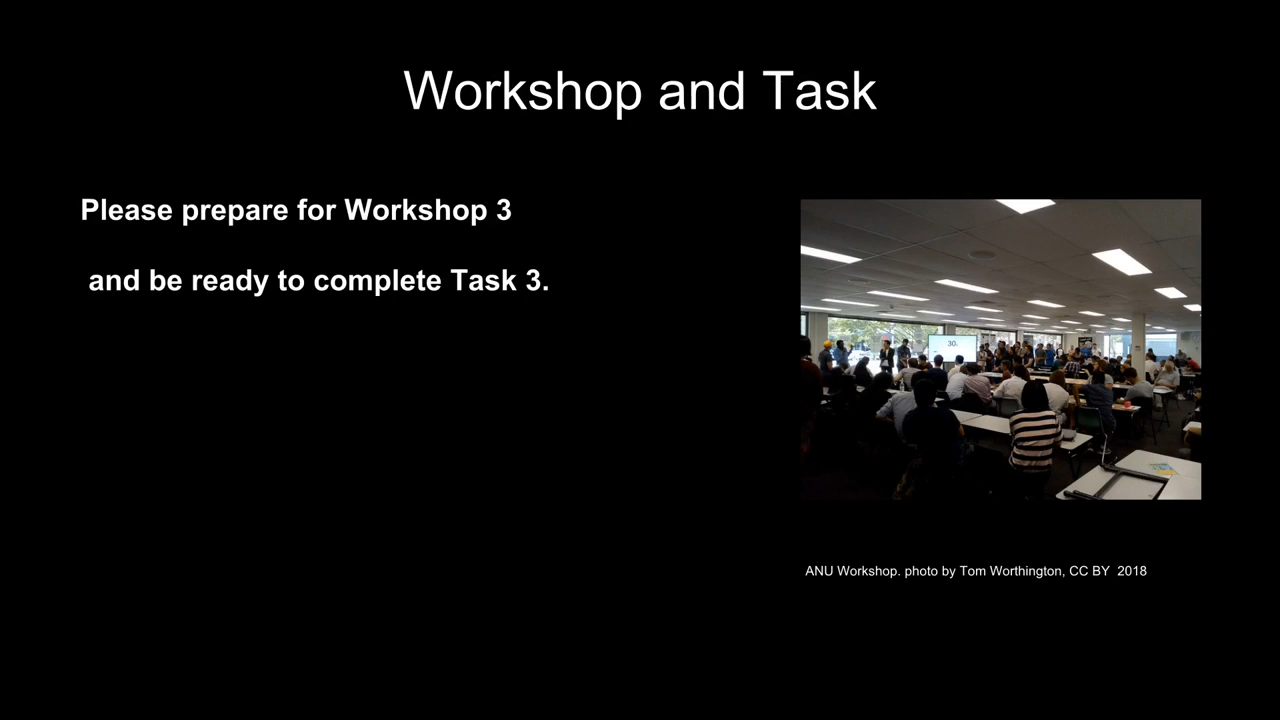 Workshop and Task
Please prepare for Workshop 3
and be ready to complete Task 3.
30
ANU Workshop. photo by Tom Worthington, CC BY 2018